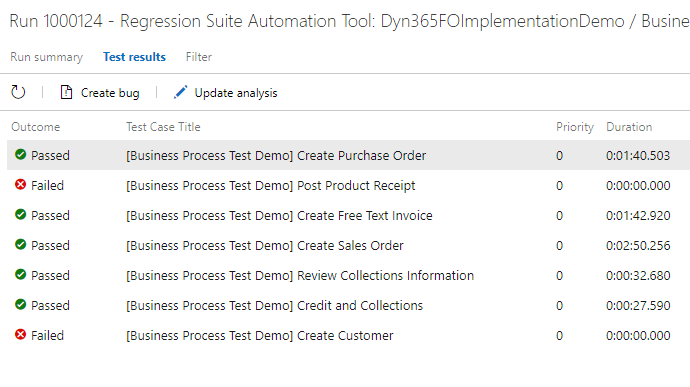 Run 1000124 - Regression Suite Automation Tool: Dyn365FOImplementationDemo / Busine
Run summary Test results Filter
Create bug Update analysis
Outcome Test Case Title Priority Duration
Passed [Business Process Test Demo] Create Purchase Order 0 0:01:40.503
Failed [Business Process Test Demo] Post Product Receipt 0 0:00:00.000
Passed [Business Process Test Demo] Create Free Text Invoice 0 0:01:42.920
Passed [Business Process Test Demo] Create Sales Order 0 0:02:50.256
Passed [Business Process Test Demo] Review Collections Information 0 0:00:32.680
Passed [Business Process Test Demo] Credit and Collections 0 0:00:27.590
Failed [Business Process Test Demo] Create Customer 0 0:00:00.000